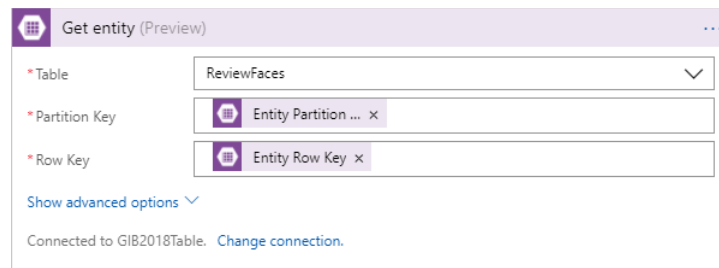 Get entity (Preview)
* Table ReviewFaces
* Partition Key Entity Partition ... ×
* Row Key Entity Row Key ×
Show advanced options
Connected to GIB2018Table. Change connection.